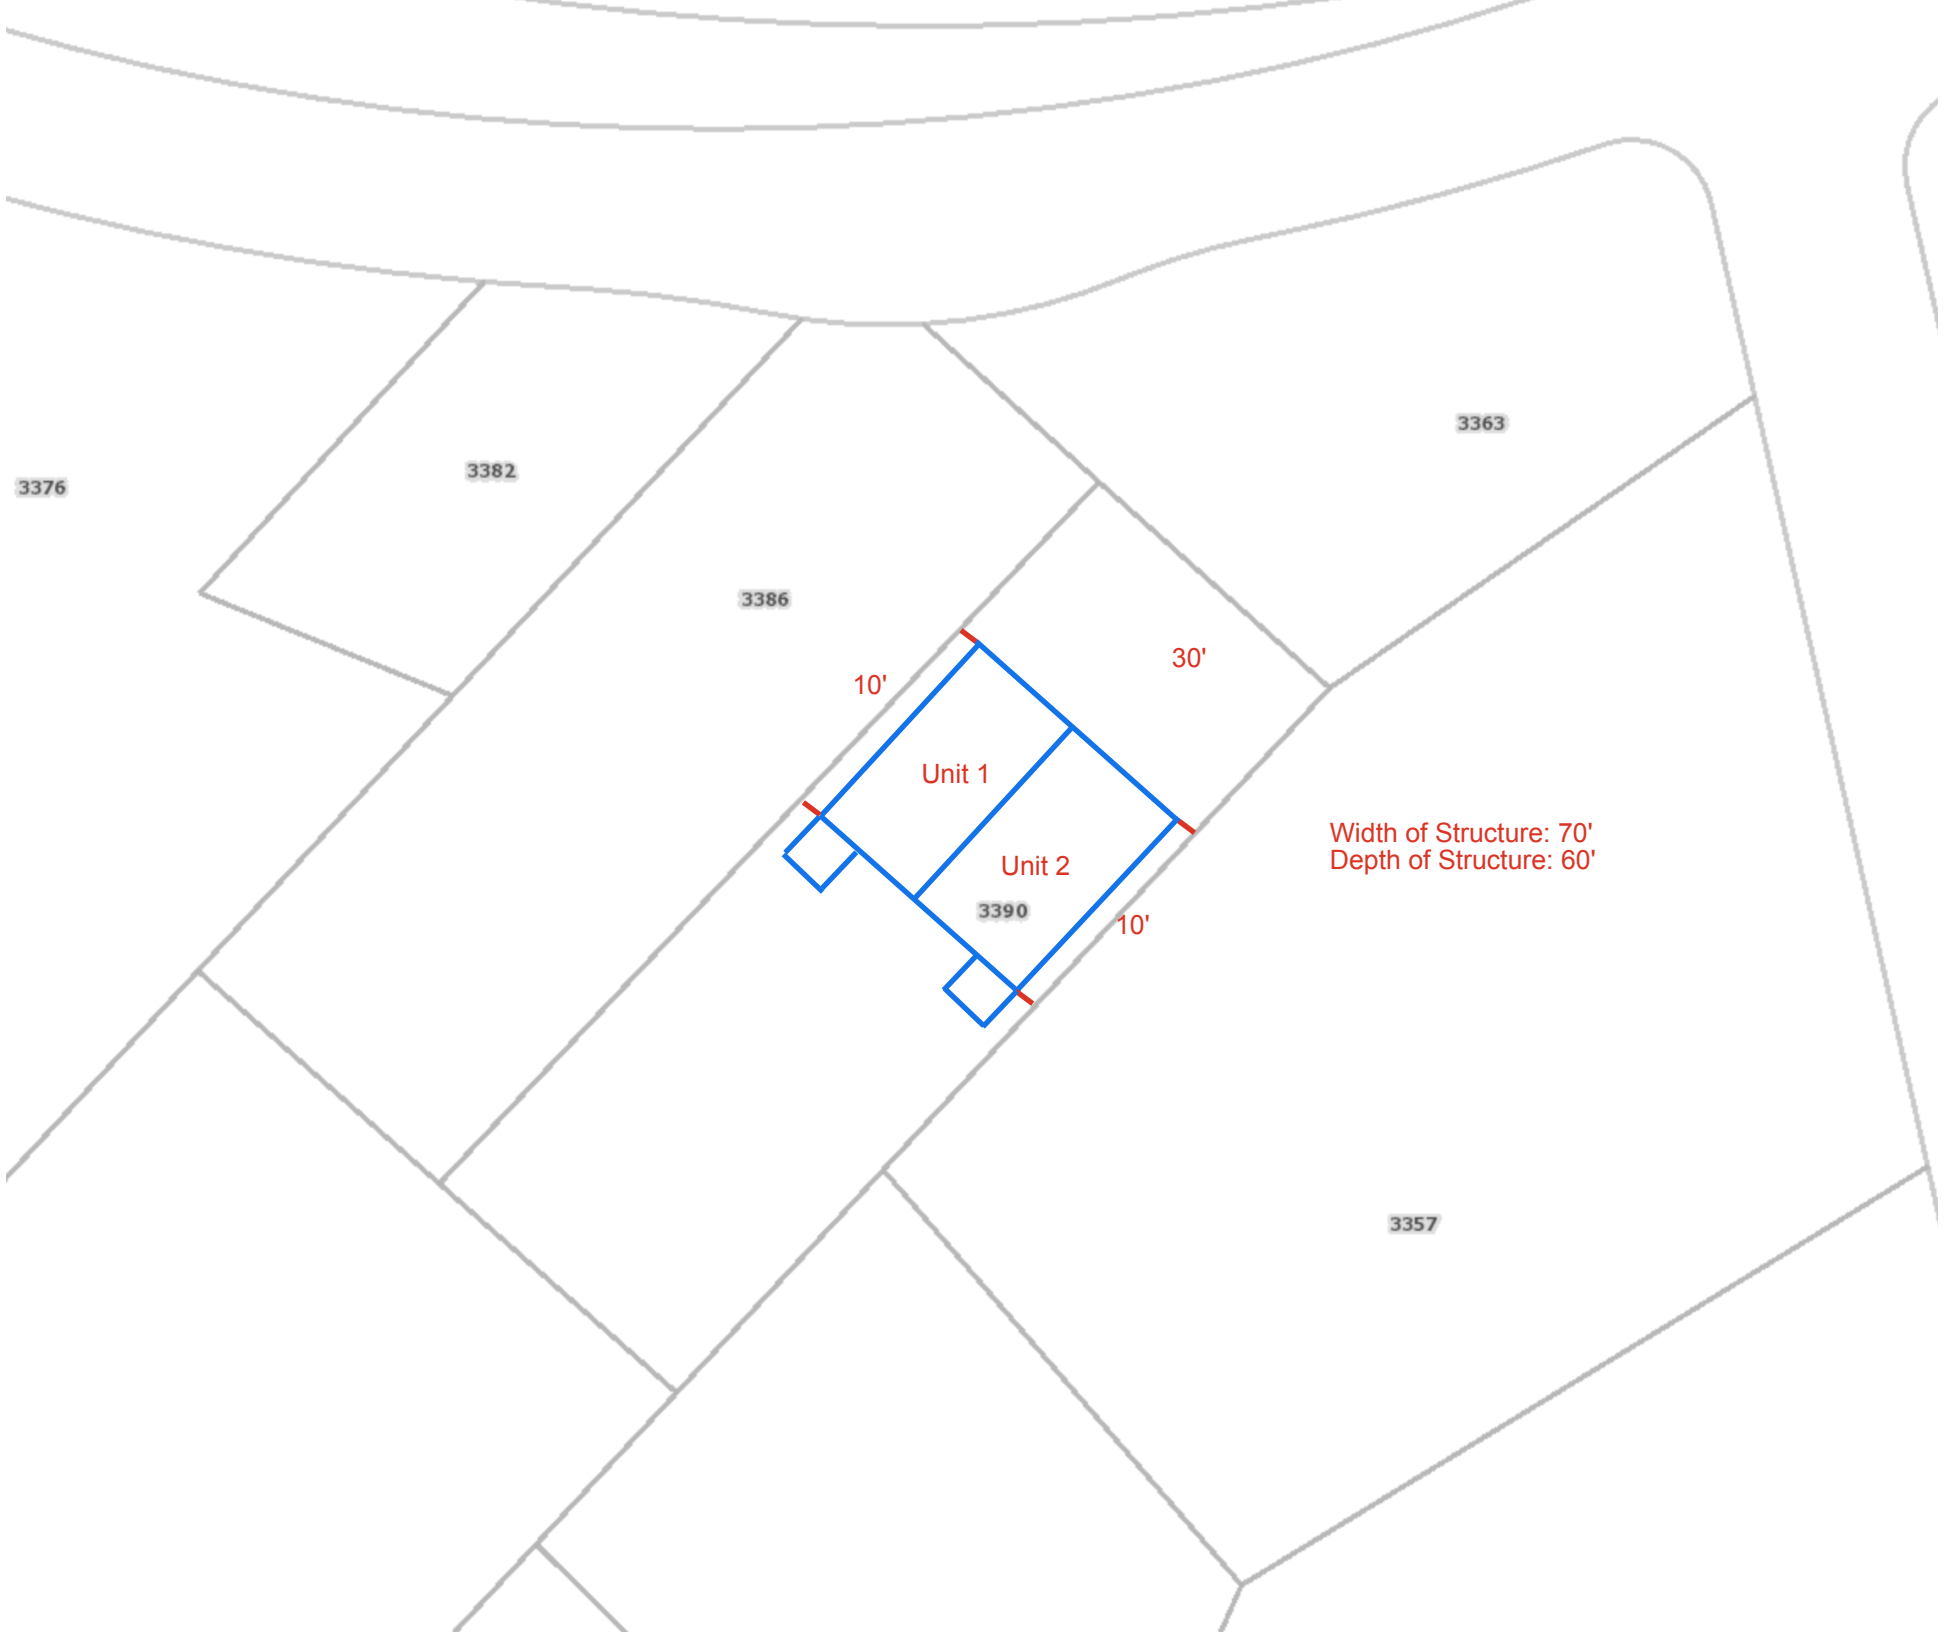 3363
3382
3376
3386
30'
10'
Unit 1
Width of Structure: 70'
Depth of Structure: 60'
Unit 2
3390
10'
3357